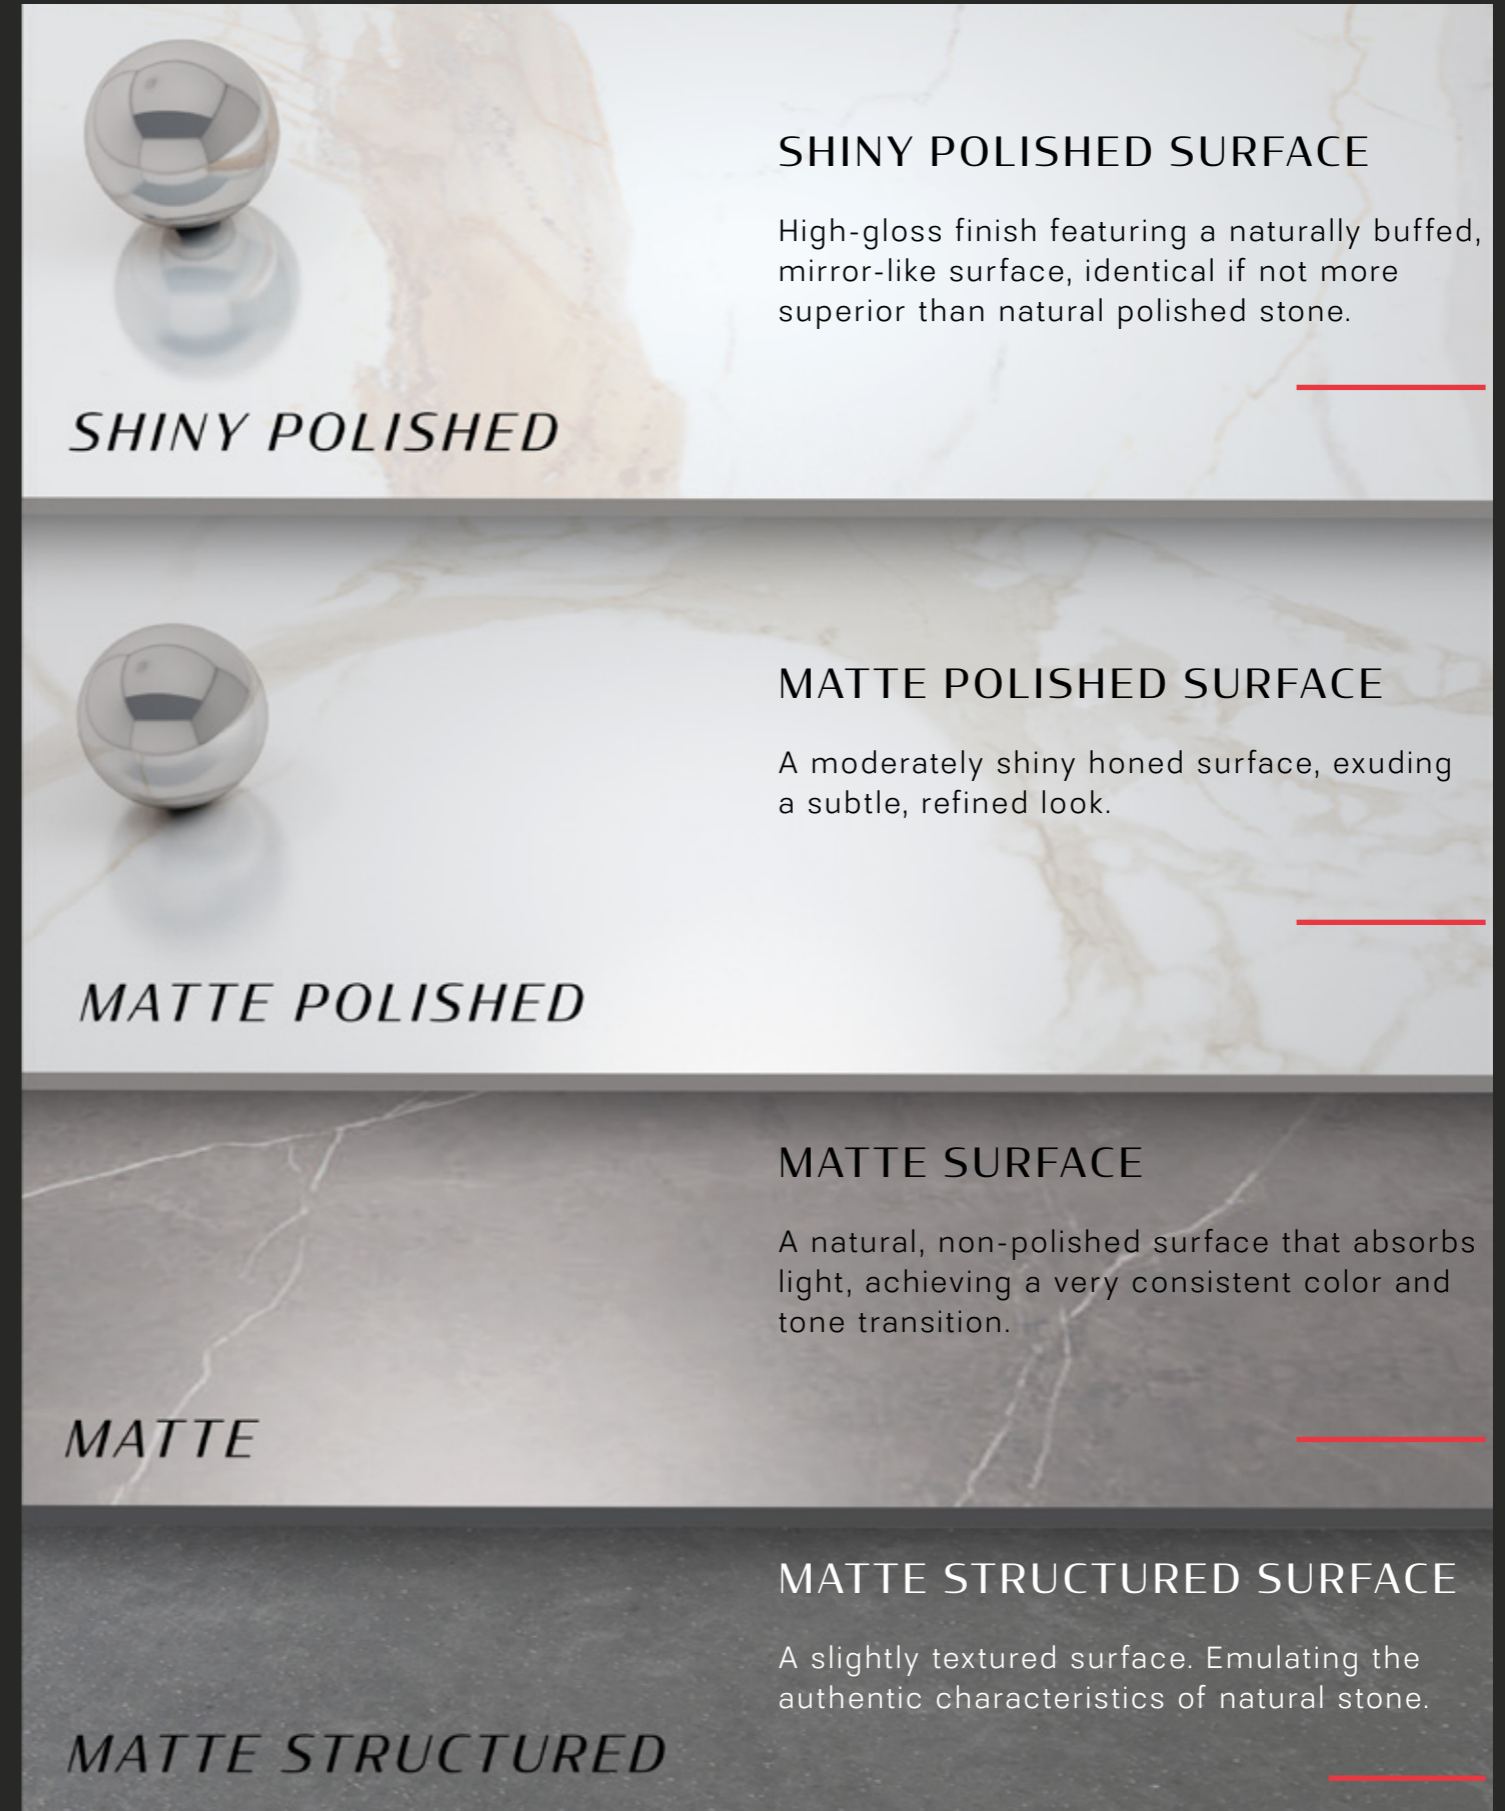 SHINY POLISHED SURFACE
High-gloss finish featuring a naturally buffed,
mirror-like surface, identical if not more
superior than natural polished stone.
SHINY POLISHED
MATTE POLISHED SURFACE
A moderately shiny honed surface, exuding
a subtle, refined look.
MATTE POLISHED
MATTE SURFACE
A natural, non-polished surface that absorbs
light, achieving a very consistent color and
tone transition.
MATTE
MATTE STRUCTURED SURFACE
A slightly textured surface. Emulating the
authentic characteristics of natural stone.
MATTE STRUCTURED